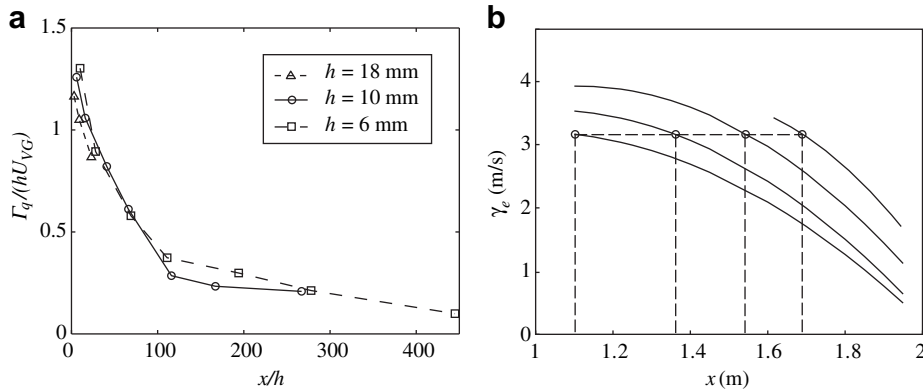 a
1.5
1
0.5
0
0 100 200 300 400
Γq/(hUVG)
x/h
h = 18 mm
h = 10 mm
h = 6 mm
b
4
3
2
1
0
1 1.2 1.4 1.6 1.8 2
γe (m/s)
x (m)